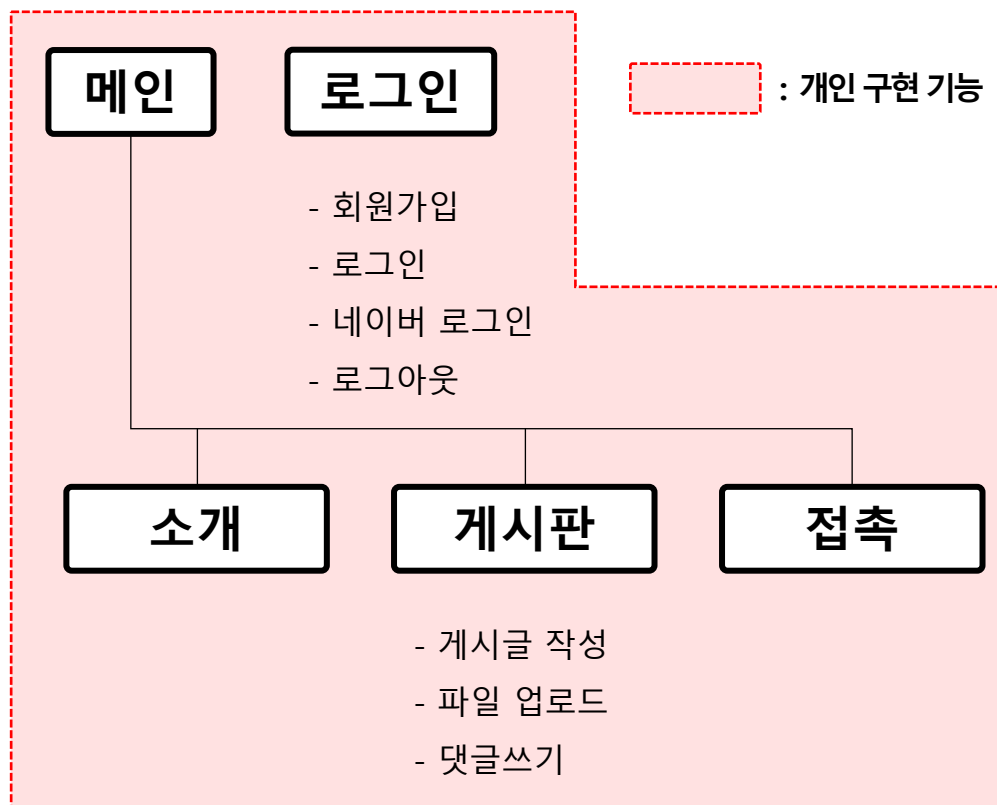 메인
로그인
: 개인 구현 기능
- 회원가입
- 로그인
- 네이버 로그인
- 로그아웃
소개
게시판
접촉
- 게시글 작성
- 파일 업로드
- 댓글쓰기